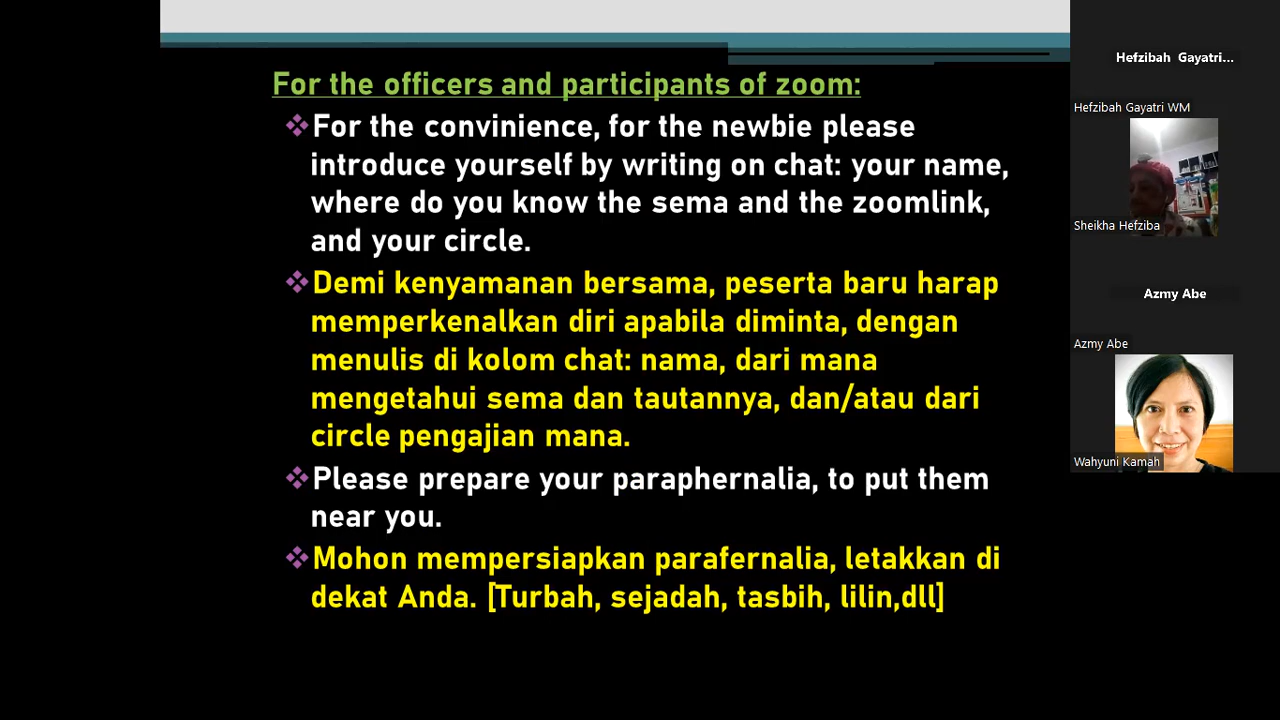 For the officers and participants of zoom:
❖For the convinience, for the newbie please
introduce yourself by writing on chat: your name,
where do you know the sema and the zoomlink,
and your circle.
❖Demi kenyamanan bersama, peserta baru harap
memperkenalkan diri apabila diminta, dengan
menulis di kolom chat: nama, dari mana
mengetahui sema dan tautannya, dan/atau dari
circle pengajian mana.
❖Please prepare your paraphernalia, to put them
near you.
❖Mohon mempersiapkan parafernalia, letakkan di
dekat Anda. [Turbah, sejadah, tasbih, lilin,dll]
Hefzibah Gayatri...
Hefzibah Gayatri WM
Sheikha Hefziba
Azmy Abe
Azmy Abe
Wahyuni Kamah